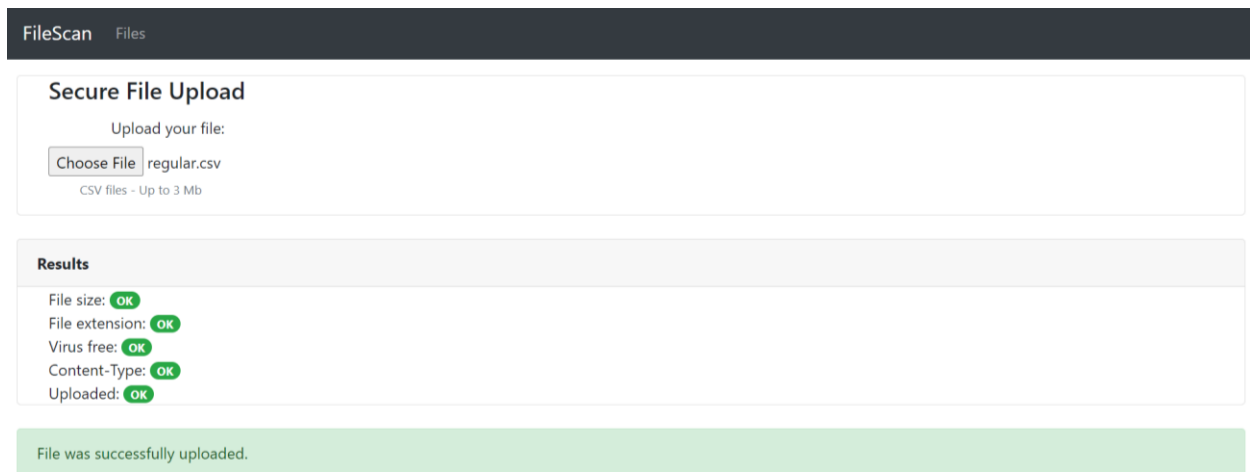 FileScan Files
Secure File Upload
Upload your file:
Choose File regular.csv
CSV files - Up to 3 Mb
Results
File size: OK
File extension: OK
Virus free: OK
Content-Type: OK
Uploaded: OK
File was successfully uploaded.